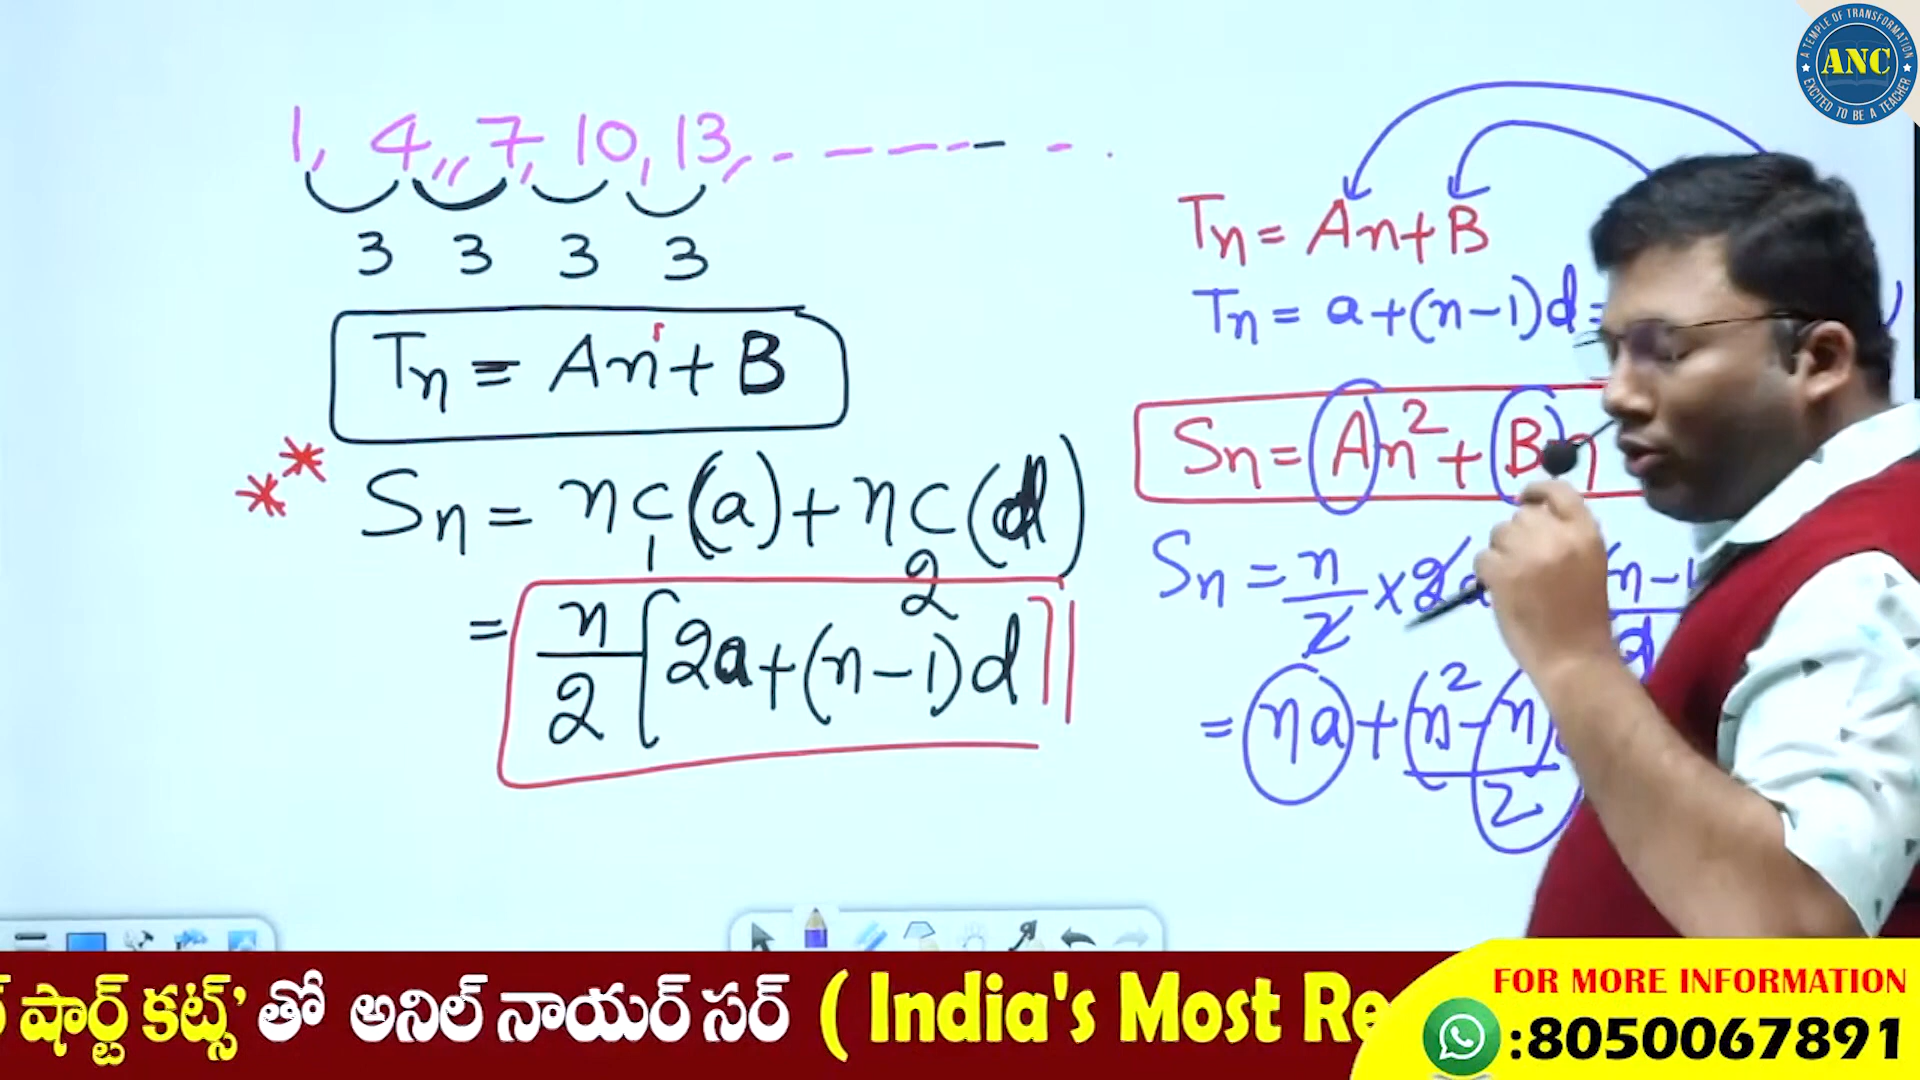 A TEMPLE OF TRANSFORMATION
ANC
EXCITED TO BE A TEACHER
1, 4, 7, 10, 13, - - - - - .
3 3 3 3
Tn = An + B
** Sn = nC1(a) + nC2(d)
= n/2 [2a+(n-1)d]
Tn = An+B
Tn = a+(n-1)d =
Sn = An² + Bn
Sn = n/2 × 2a
= na + (n²-n)/2
షార్ట్ కట్స్' తో అనిల్ నాయర్ సర్ ( India's Most
FOR MORE INFORMATION
:8050067891